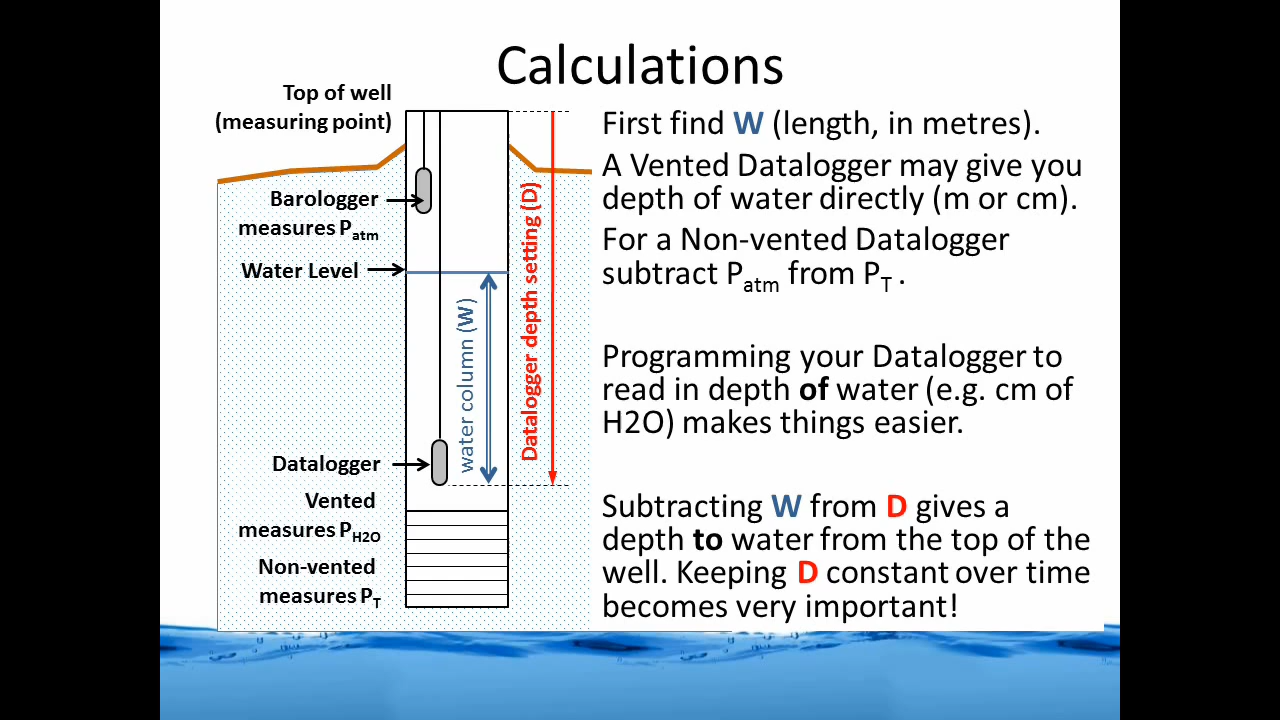 Calculations
Top of well
(measuring point)
Barologger
measures Patm
Water Level
Datalogger
Vented
measures PH2O
Non-vented
measures PT
water column (W)
Datalogger depth setting (D)
First find W (length, in metres).
A Vented Datalogger may give you
depth of water directly (m or cm).
For a Non-vented Datalogger
subtract Patm from PT .
Programming your Datalogger to
read in depth of water (e.g. cm of
H2O) makes things easier.
Subtracting W from D gives a
depth to water from the top of the
well. Keeping D constant over time
becomes very important!